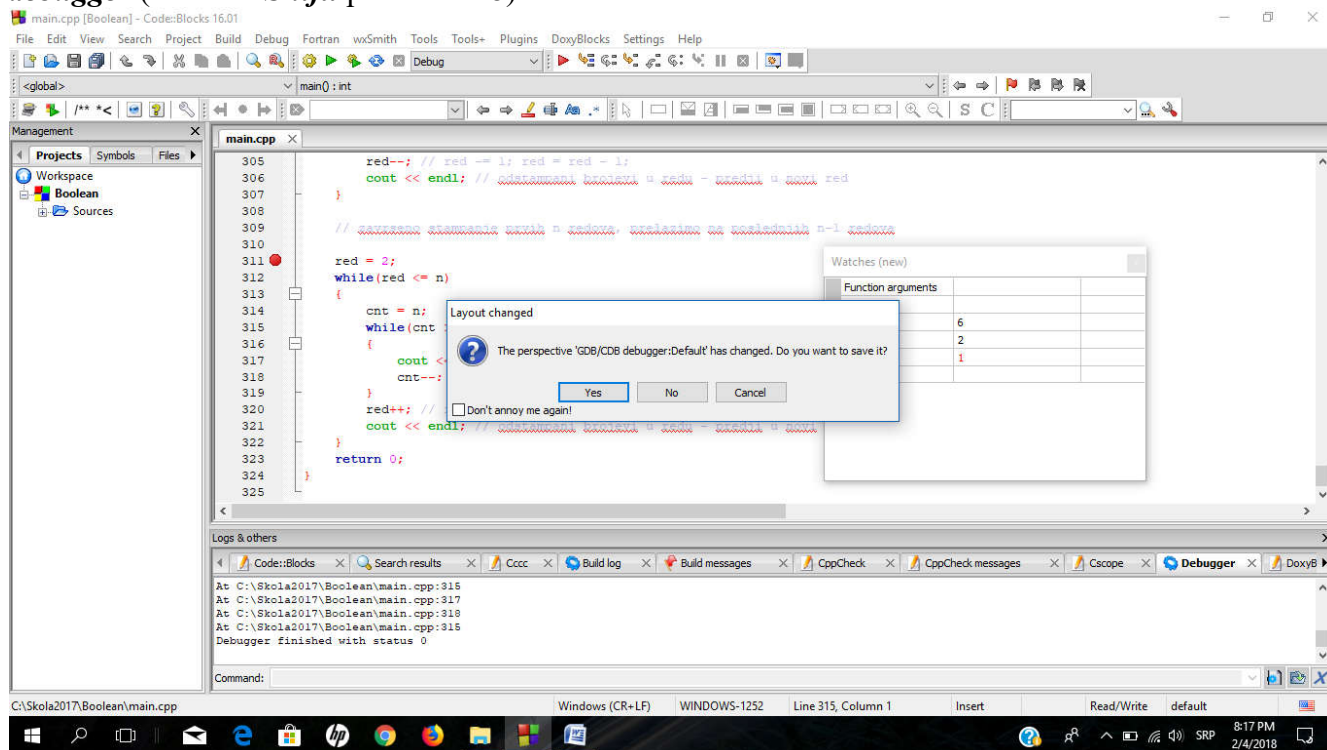 main.cpp [Boolean] - Code::Blocks 16.01
File Edit View Search Project Build Debug Fortran wxSmith Tools Tools+ Plugins DoxyBlocks Settings Help
Debug
<global> main() : int
/** *< .* S C
Management
main.cpp
Projects Symbols Files
Workspace
Boolean
Sources
305 red--; // red -= 1; red = red - 1;
306 cout << endl; // odstampani brojevi u redu - predji u novi red
307 }
308
309 // zavrseno stampanje prvih n redova, prelazimo na poslednjih n-1 redova
310
311 red = 2;
312 while(red <= n)
313 {
314 cnt = n;
315 while(cnt
316 {
317 cout <
318 cnt--;
319 }
320 red++; //
321 cout << endl; // odstampani brojevi u redu - predji u novi
322 }
323 return 0;
324 }
325
Watches (new)
Function arguments
6
2
1
Layout changed
The perspective 'GDB/CDB debugger:Default' has changed. Do you want to save it?
Yes No Cancel
Don't annoy me again!
Logs & others
Code::Blocks Search results Cccc Build log Build messages CppCheck CppCheck messages Cscope Debugger DoxyB
At C:\Skola2017\Boolean\main.cpp:315
At C:\Skola2017\Boolean\main.cpp:317
At C:\Skola2017\Boolean\main.cpp:318
At C:\Skola2017\Boolean\main.cpp:315
Debugger finished with status 0
Command:
C:\Skola2017\Boolean\main.cpp Windows (CR+LF) WINDOWS-1252 Line 315, Column 1 Insert Read/Write default
hp SRP 8:17 PM
2/4/2018